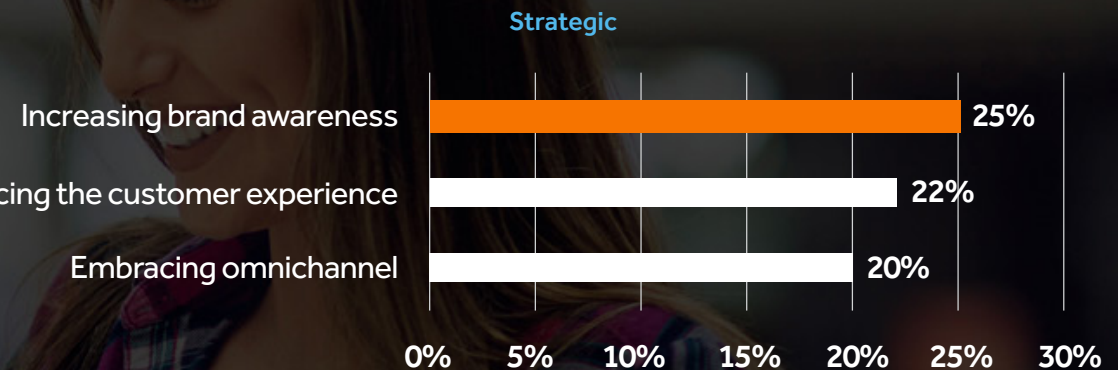 Strategic
Increasing brand awareness 25%
the customer experience 22%
Embracing omnichannel 20%
0% 5% 10% 15% 20% 25% 30%